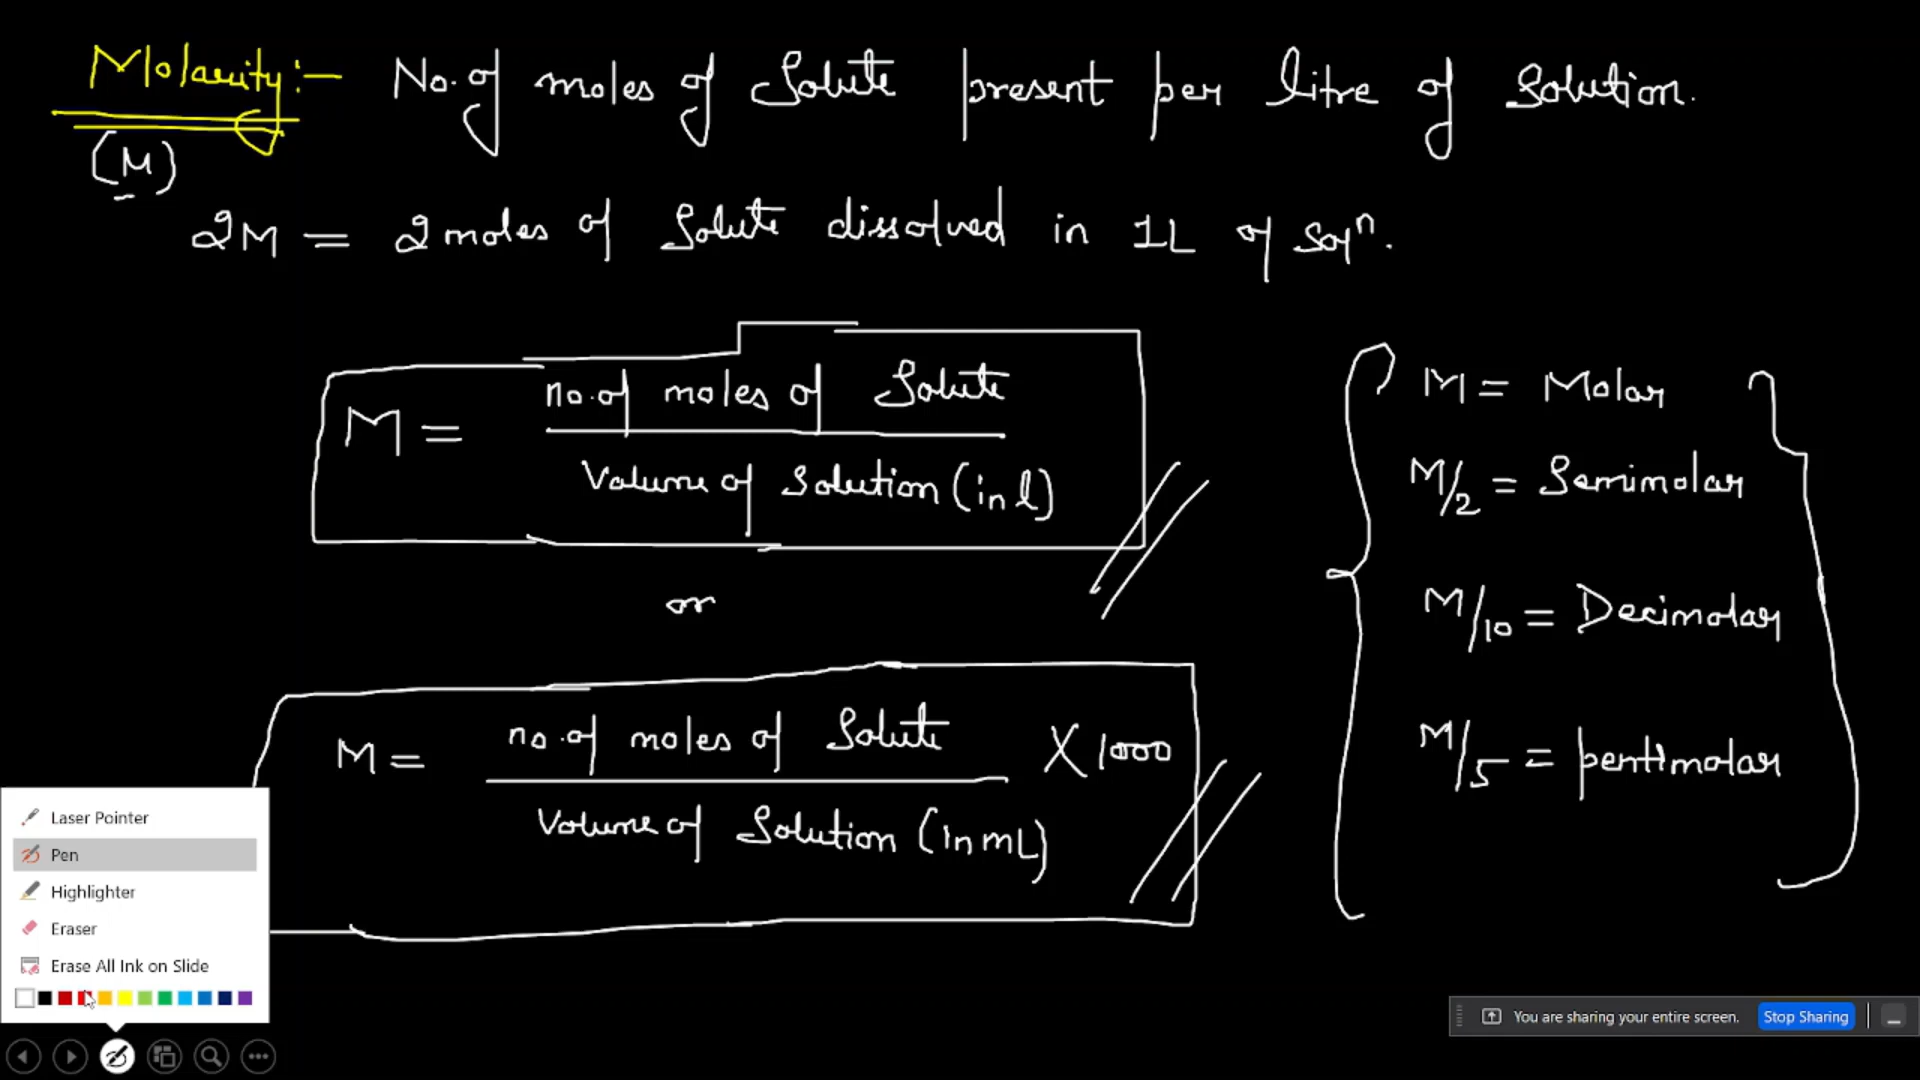 Molarity:- No. of moles of Solute present per litre of Solution.
(M)
2M = 2 moles of Solute dissolved in 1L of solⁿ.
M = no. of moles of Solute
Volume of Solution (in l)
or
M = no. of moles of Solute X 1000
Volume of Solution (in mL)
M = Molar
M/2 = Semimolar
M/10 = Decimolar
M/5 = pentimolar
Laser Pointer
Pen
Highlighter
Eraser
Erase All Ink on Slide
You are sharing your entire screen. Stop Sharing